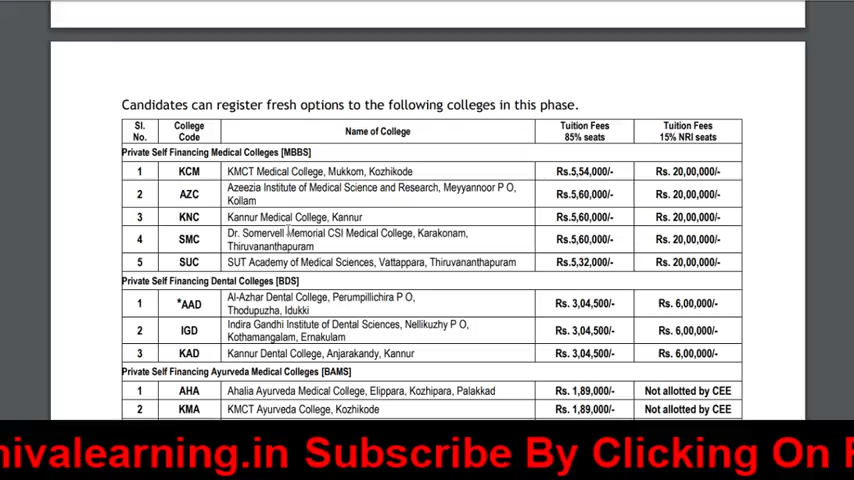 Candidates can register fresh options to the following colleges in this phase.
Sl. No. College Code Name of College Tuition Fees 85% seats Tuition Fees 15% NRI seats
Private Self Financing Medical Colleges [MBBS]
1 KCM KMCT Medical College, Mukkom, Kozhikode Rs.5,54,000/- Rs. 20,00,000/-
2 AZC Azeezia Institute of Medical Science and Research, Meyyannoor P O, Kollam Rs.5,60,000/- Rs. 20,00,000/-
3 KNC Kannur Medical College, Kannur Rs.5,60,000/- Rs. 20,00,000/-
4 SMC Dr. Somervell Memorial CSI Medical College, Karakonam, Thiruvananthapuram Rs.5,60,000/- Rs. 20,00,000/-
5 SUC SUT Academy of Medical Sciences, Vattappara, Thiruvananthapuram Rs.5,32,000/- Rs. 20,00,000/-
Private Self Financing Dental Colleges [BDS]
1 *AAD Al-Azhar Dental College, Perumpillichira P O, Thodupuzha, Idukki Rs. 3,04,500/- Rs. 6,00,000/-
2 IGD Indira Gandhi Institute of Dental Sciences, Nellikuzhy P O, Kothamangalam, Ernakulam Rs. 3,04,500/- Rs. 6,00,000/-
3 KAD Kannur Dental College, Anjarakandy, Kannur Rs. 3,04,500/- Rs. 6,00,000/-
Private Self Financing Ayurveda Medical Colleges [BAMS]
1 AHA Ahalia Ayurveda Medical College, Elippara, Kozhipara, Palakkad Rs. 1,89,000/- Not allotted by CEE
2 KMA KMCT Ayurveda College, Kozhikode Rs. 1,89,000/- Not allotted by CEE
hivalearning.in Subscribe By Clicking On